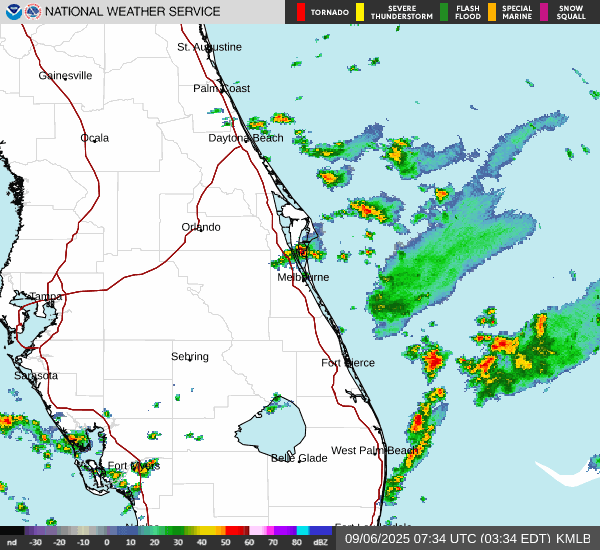 NATIONAL WEATHER SERVICE
TORNADO
SEVERE THUNDERSTORM
FLASH FLOOD
SPECIAL MARINE
SNOW SQUALL
St. Augustine
Gainesville
Palm Coast
Ocala
Daytona Beach
Orlando
Melbourne
Tampa
Sebring
Fort Pierce
Sarasota
West Palm Beach
Belle Glade
Fort Myers
nd -30 -20 -10 0 10 20 30 40 50 60 70 80 dBZ
09/06/2025 07:34 UTC (03:34 EDT) KMLB